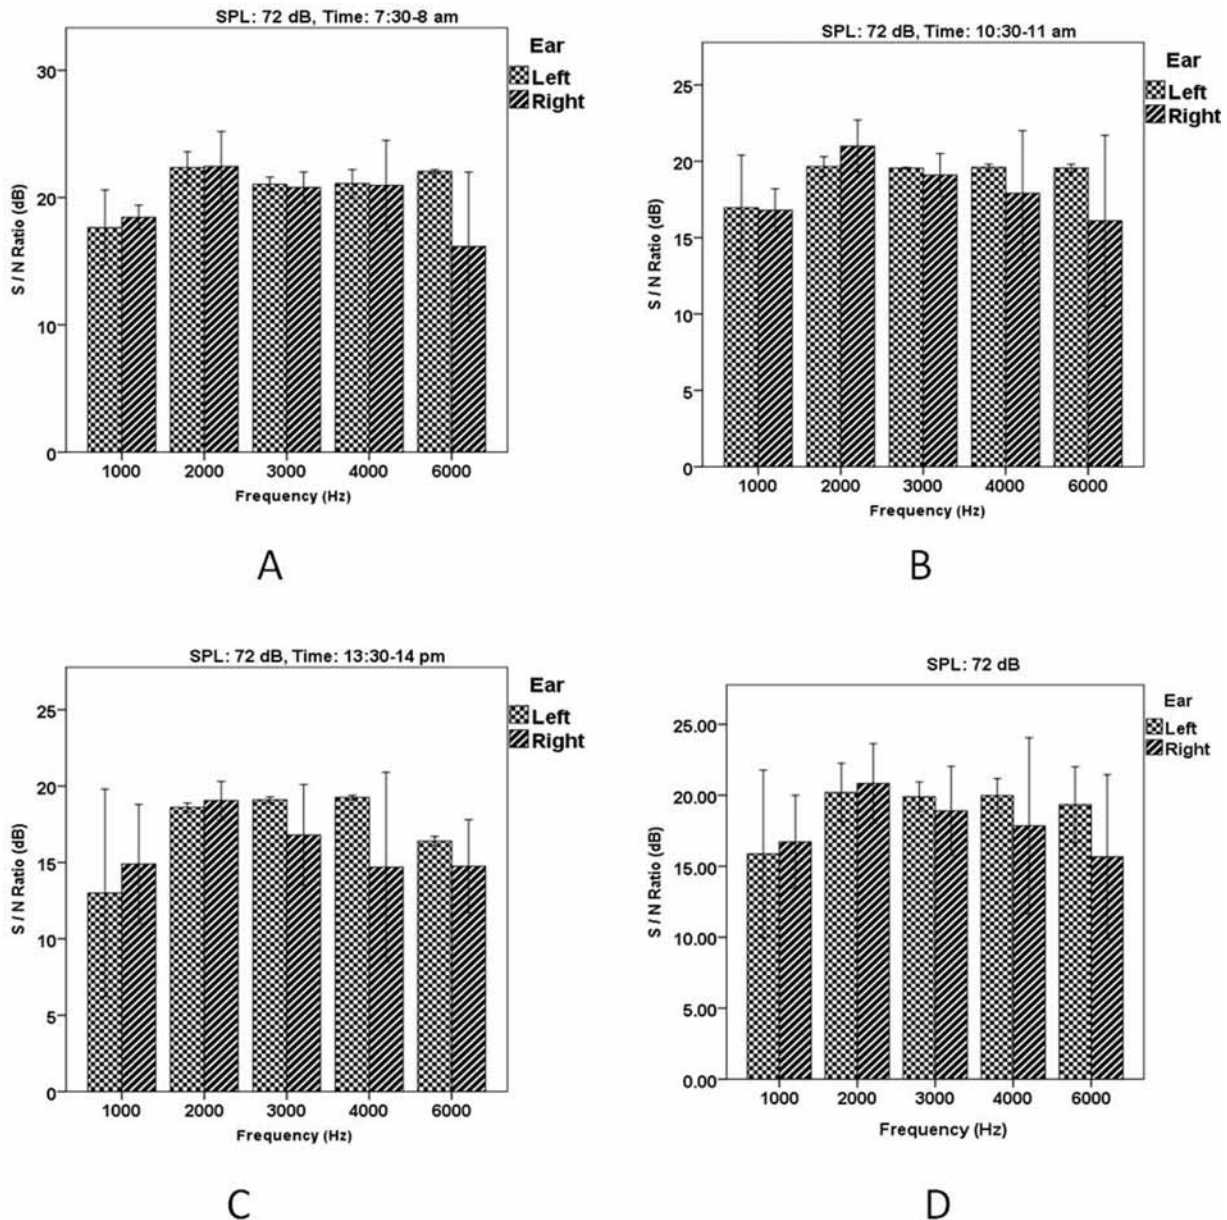 SPL: 72 dB, Time: 7:30-8 am
Ear
Left
Right
30
20
10
0
S / N Ratio (dB)
1000 2000 3000 4000 6000
Frequency (Hz)
A
SPL: 72 dB, Time: 10:30-11 am
Ear
Left
Right
25
20
15
10
5
0
S / N Ratio (dB)
1000 2000 3000 4000 6000
Frequency (Hz)
B
SPL: 72 dB, Time: 13:30-14 pm
Ear
Left
Right
25
20
15
10
5
0
S / N Ratio (dB)
1000 2000 3000 4000 6000
Frequency (Hz)
C
SPL: 72 dB
Ear
Left
Right
25.00
20.00
15.00
10.00
5.00
0.00
S / N Ratio (dB)
1000 2000 3000 4000 6000
Frequency (Hz)
D